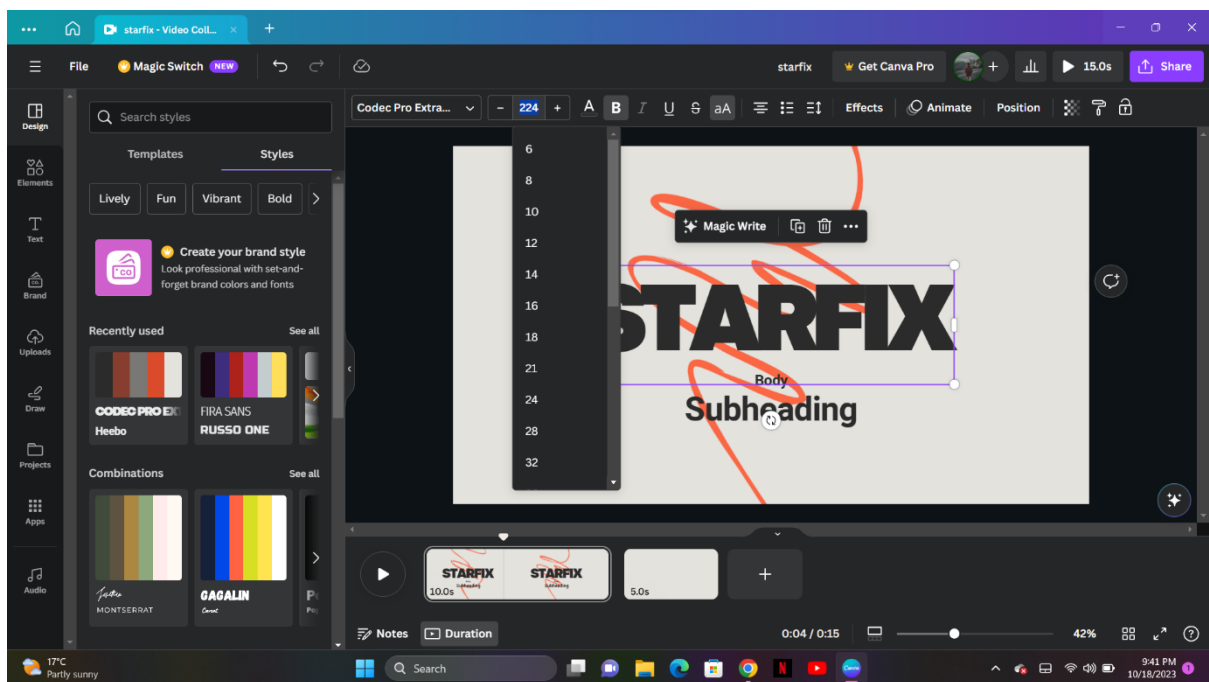 starfix - Video Coll...
File
Magic Switch NEW
starfix
Get Canva Pro
15.0s
Share
Design
Elements
Text
Brand
Uploads
Draw
Projects
Apps
Audio
Search styles
Templates Styles
Lively Fun Vibrant Bold
CO
Create your brand style
Look professional with set-and-
forget brand colors and fonts
Recently used See all
CODEC PRO EX
Heebo
FIRA SANS
RUSSO ONE
Combinations See all
MONTSERRAT
GAGALIN
Codec Pro Extra... - 224 + A B I U S aA Effects Animate Position
6
8
10
12
14
16
18
21
24
28
32
Magic Write
STARFIX
Body
Subheading
STARFIX
Subheading
10.0s
STARFIX
Subheading
5.0s
Notes Duration 0:04 / 0:15 42%
17°C
Partly sunny
Search
9:41 PM
10/18/2023
1